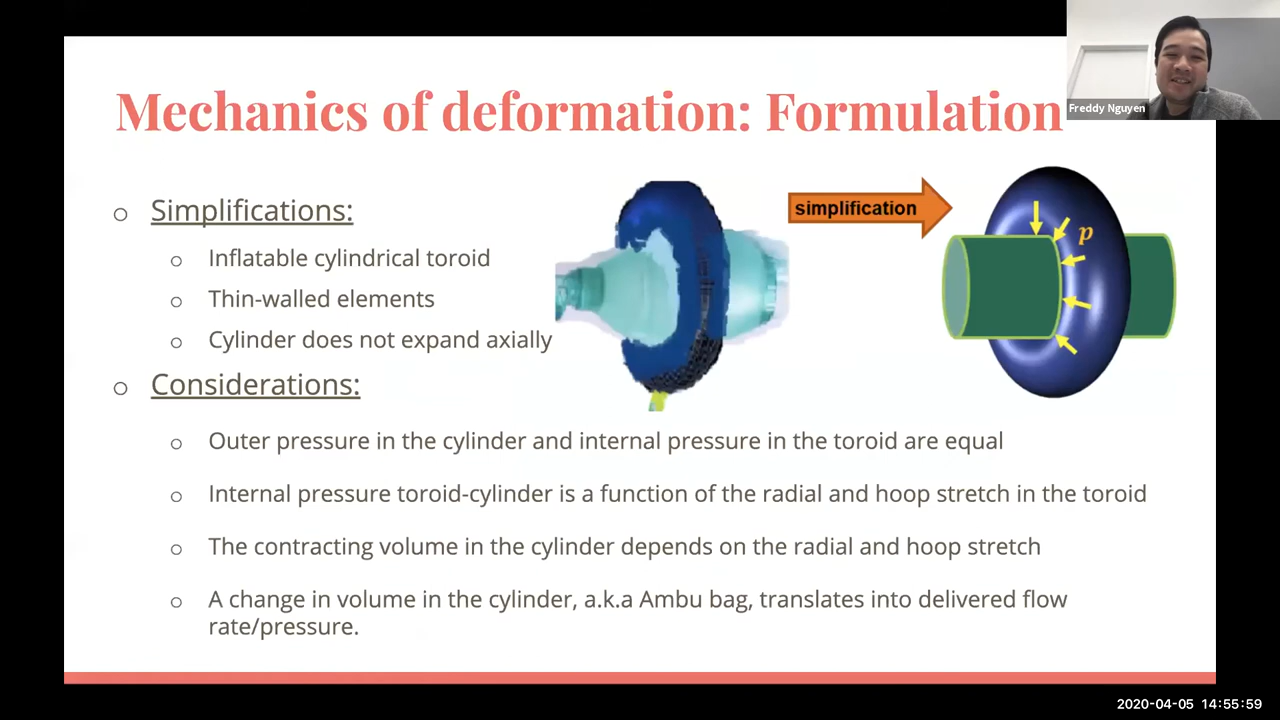 Freddy Nguyen
Mechanics of deformation: Formulation
Simplifications:
simplification
p
Inflatable cylindrical toroid
Thin-walled elements
Cylinder does not expand axially
Considerations:
Outer pressure in the cylinder and internal pressure in the toroid are equal
Internal pressure toroid-cylinder is a function of the radial and hoop stretch in the toroid
The contracting volume in the cylinder depends on the radial and hoop stretch
A change in volume in the cylinder, a.k.a Ambu bag, translates into delivered flow
rate/pressure.
2020-04-05 14:55:59